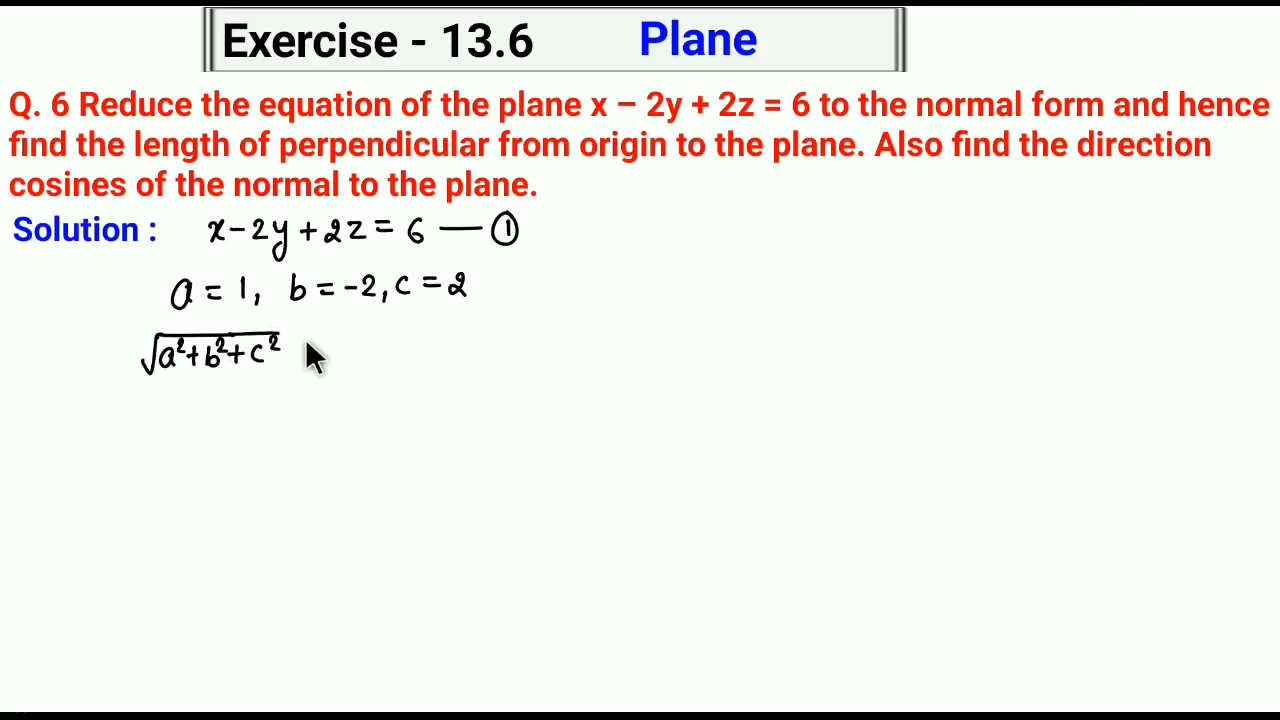 Exercise - 13.6 Plane
Q. 6 Reduce the equation of the plane x – 2y + 2z = 6 to the normal form and hence
find the length of perpendicular from origin to the plane. Also find the direction
cosines of the normal to the plane.
Solution : x-2y+2z = 6 — ①
a = 1, b = -2, c = 2
√a²+b²+c²